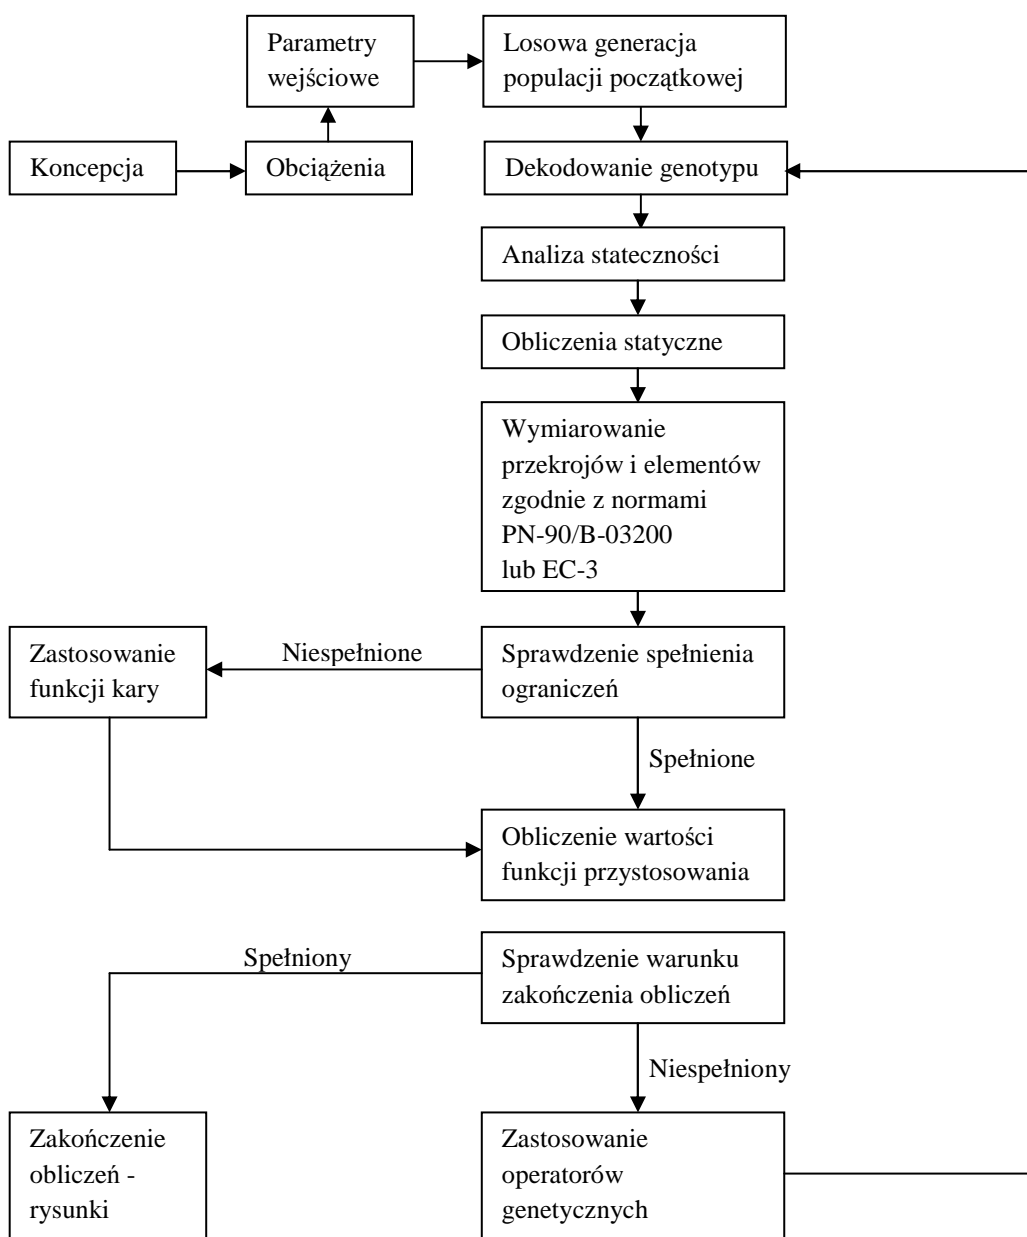 Parametry
wejściowe
Losowa generacja
populacji początkowej
Koncepcja
Obciążenia
Dekodowanie genotypu
Analiza stateczności
Obliczenia statyczne
Wymiarowanie
przekrojów i elementów
zgodnie z normami
PN-90/B-03200
lub EC-3
Zastosowanie
funkcji kary
Niespełnione
Sprawdzenie spełnienia
ograniczeń
Spełnione
Obliczenie wartości
funkcji przystosowania
Spełniony
Sprawdzenie warunku
zakończenia obliczeń
Niespełniony
Zakończenie
obliczeń -
rysunki
Zastosowanie
operatorów
genetycznych